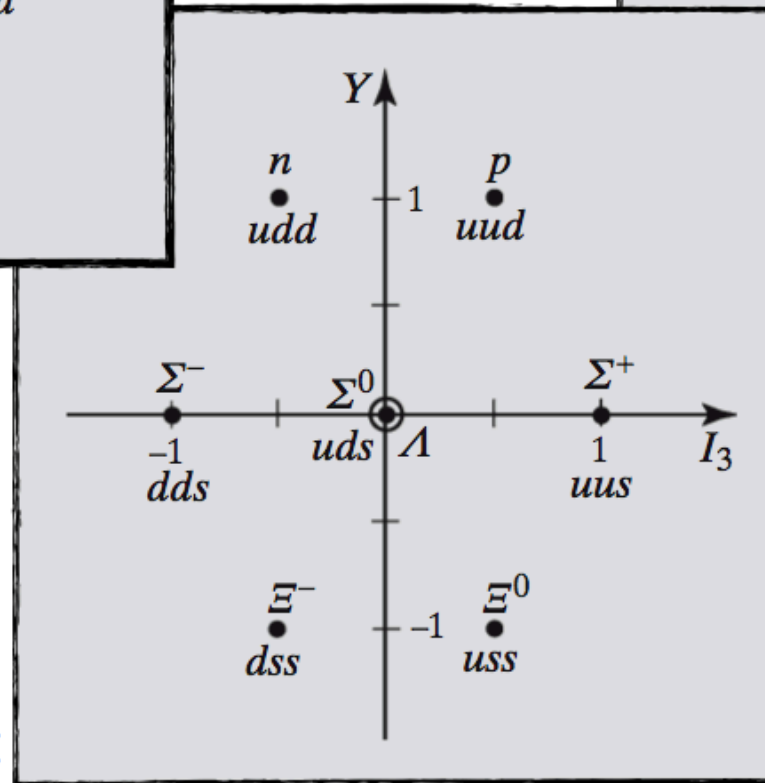 Y
n p
1
udd uud
Σ⁻ Σ⁰ Σ⁺
–1 uds Λ 1 I₃
dds uus
Ξ⁻ Ξ⁰
–1
dss uss